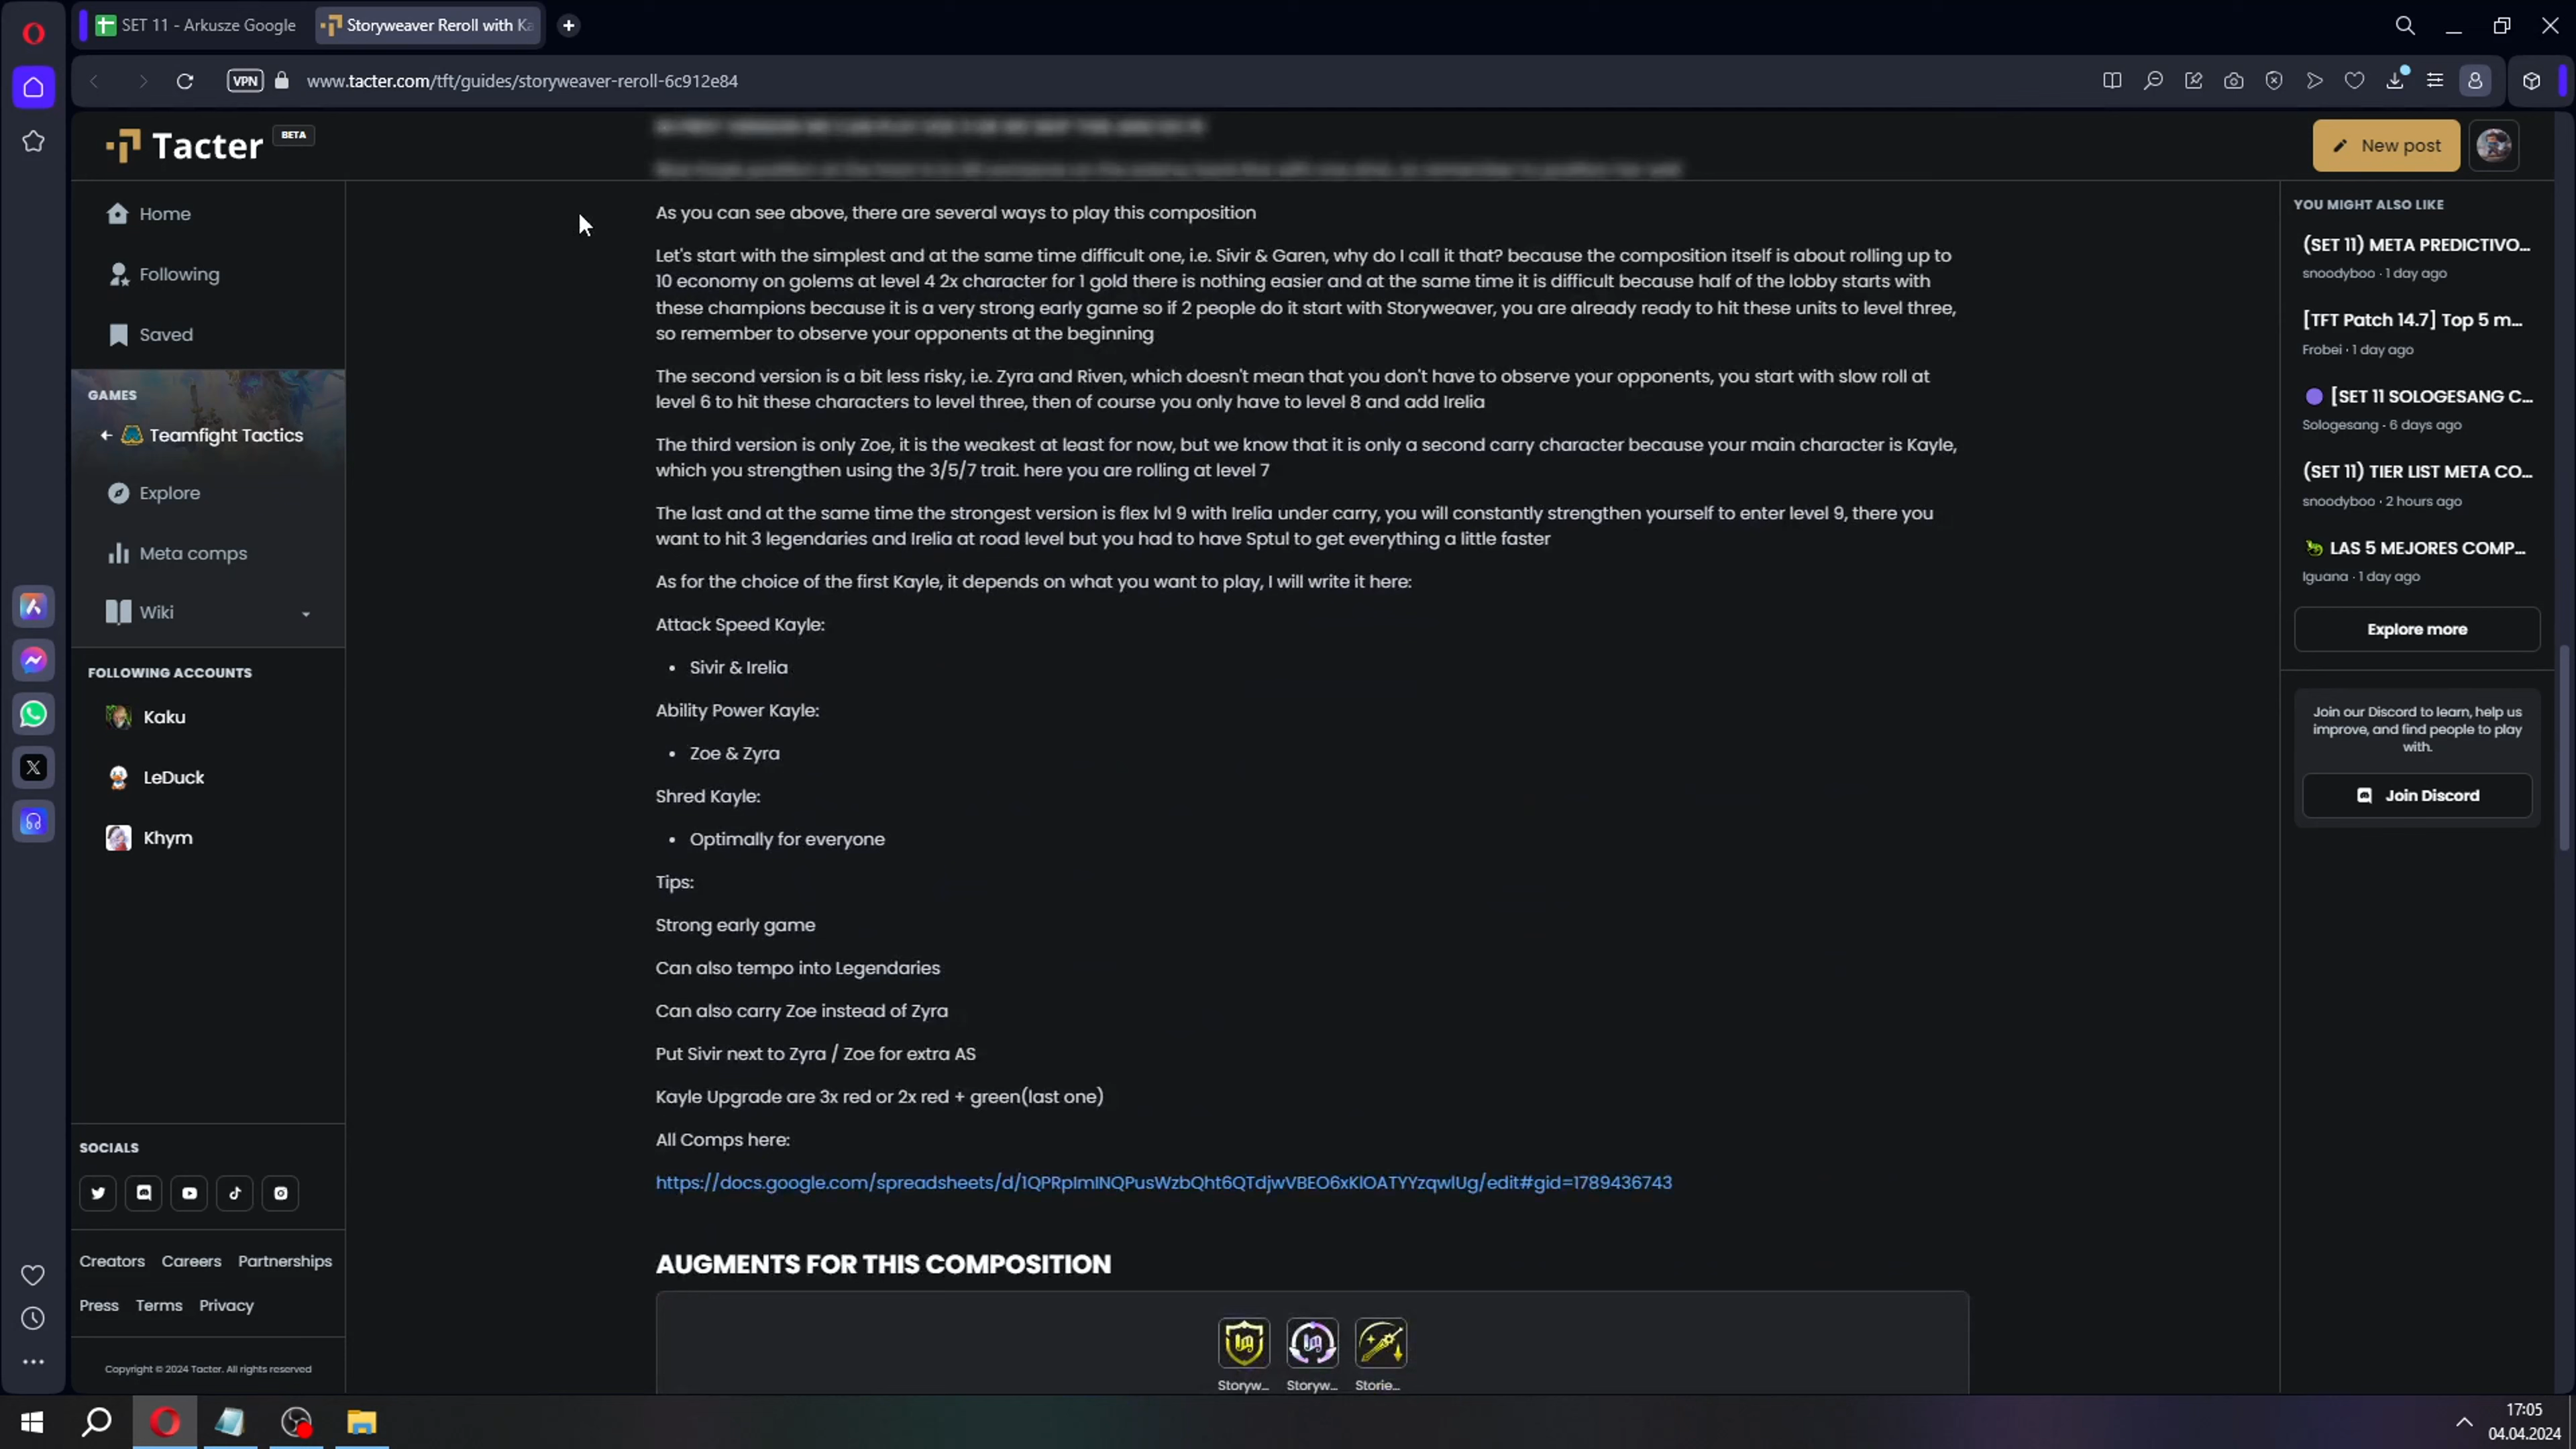 SET 11 - Arkusze Google
Storyweaver Reroll with Ka
VPN
www.tacter.com/tft/guides/storyweaver-reroll-6c912e84
Tacter
BETA
New post
Home
Following
Saved
GAMES
Teamfight Tactics
Explore
Meta comps
Wiki
FOLLOWING ACCOUNTS
Kaku
LeDuck
Khym
SOCIALS
Creators Careers Partnerships
Press Terms Privacy
Copyright © 2024 Tacter. All rights reserved
As you can see above, there are several ways to play this composition
Let's start with the simplest and at the same time difficult one, i.e. Sivir & Garen, why do I call it that? because the composition itself is about rolling up to
10 economy on golems at level 4 2x character for 1 gold there is nothing easier and at the same time it is difficult because half of the lobby starts with
these champions because it is a very strong early game so if 2 people do it start with Storyweaver, you are already ready to hit these units to level three,
so remember to observe your opponents at the beginning
The second version is a bit less risky, i.e. Zyra and Riven, which doesn't mean that you don't have to observe your opponents, you start with slow roll at
level 6 to hit these characters to level three, then of course you only have to level 8 and add Irelia
The third version is only Zoe, it is the weakest at least for now, but we know that it is only a second carry character because your main character is Kayle,
which you strengthen using the 3/5/7 trait. here you are rolling at level 7
The last and at the same time the strongest version is flex lvl 9 with Irelia under carry, you will constantly strengthen yourself to enter level 9, there you
want to hit 3 legendaries and Irelia at road level but you had to have Sptul to get everything a little faster
As for the choice of the first Kayle, it depends on what you want to play, I will write it here:
Attack Speed Kayle:
• Sivir & Irelia
Ability Power Kayle:
• Zoe & Zyra
Shred Kayle:
• Optimally for everyone
Tips:
Strong early game
Can also tempo into Legendaries
Can also carry Zoe instead of Zyra
Put Sivir next to Zyra / Zoe for extra AS
Kayle Upgrade are 3x red or 2x red + green(last one)
All Comps here:
https://docs.google.com/spreadsheets/d/1QPRpImINQPusWzbQht6QTdjwVBEO6xKlOATYYzqwIUg/edit#gid=1789436743
AUGMENTS FOR THIS COMPOSITION
Storyw... Storyw... Storie...
YOU MIGHT ALSO LIKE
(SET 11) META PREDICTIVO...
snoodyboo · 1 day ago
[TFT Patch 14.7] Top 5 m...
Frobei · 1 day ago
[SET 11 SOLOGESANG C...
Sologesang · 6 days ago
(SET 11) TIER LIST META CO...
snoodyboo · 2 hours ago
LAS 5 MEJORES COMP...
Iguana · 1 day ago
Explore more
Join our Discord to learn, help us
improve, and find people to play
with.
Join Discord
17:05
04.04.2024